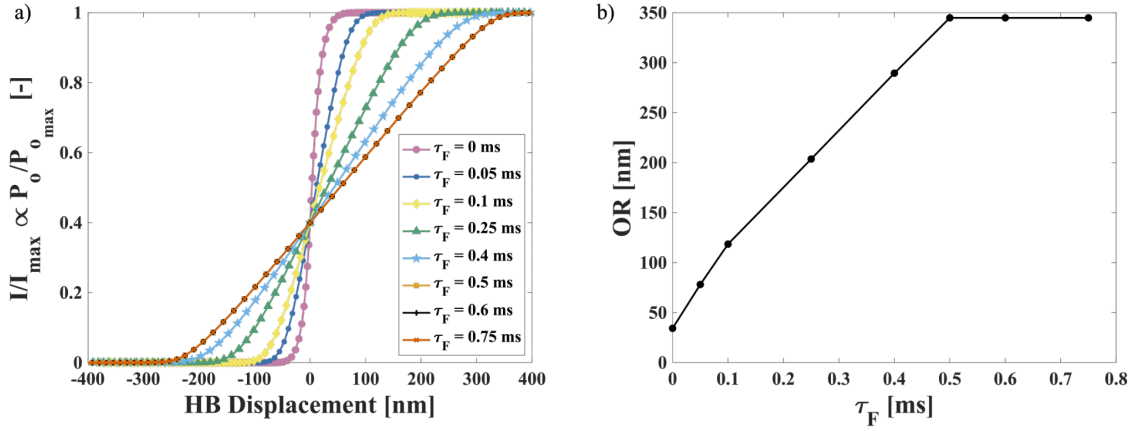 a)
I/I_max ∝ P_o/P_o_max [-]
1
0.8
0.6
0.4
0.2
0
-400 -300 -200 -100 0 100 200 300 400
HB Displacement [nm]
τ_F = 0 ms
τ_F = 0.05 ms
τ_F = 0.1 ms
τ_F = 0.25 ms
τ_F = 0.4 ms
τ_F = 0.5 ms
τ_F = 0.6 ms
τ_F = 0.75 ms
b)
OR [nm]
350
300
250
200
150
100
50
0
0 0.1 0.2 0.3 0.4 0.5 0.6 0.7 0.8
τ_F [ms]